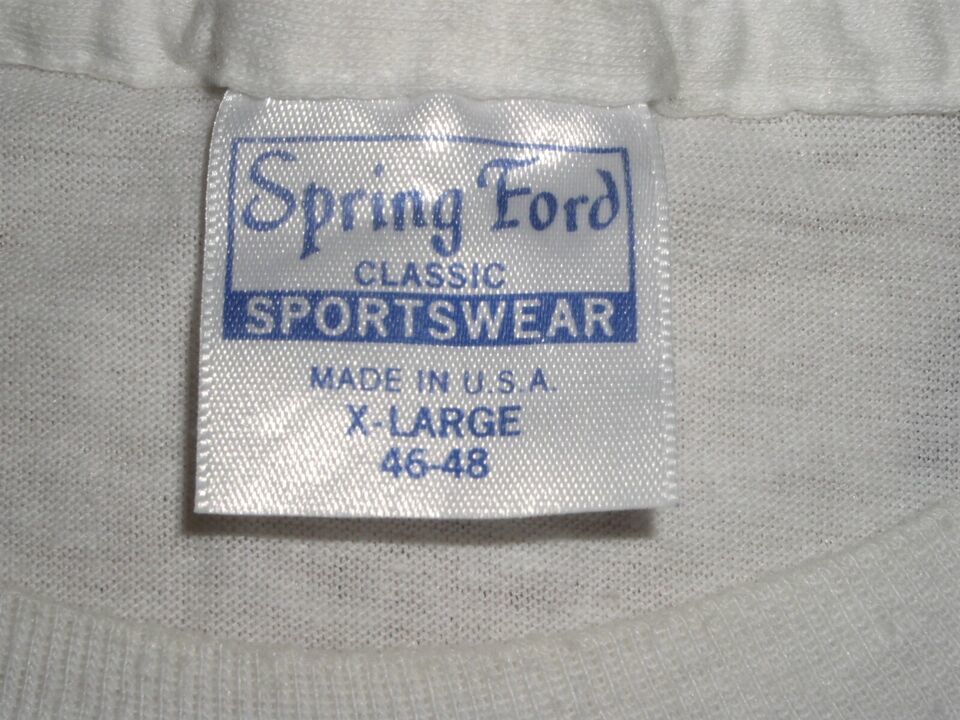 Spring Ford
CLASSIC
SPORTSWEAR
MADE IN U.S.A.
X-LARGE
46-48